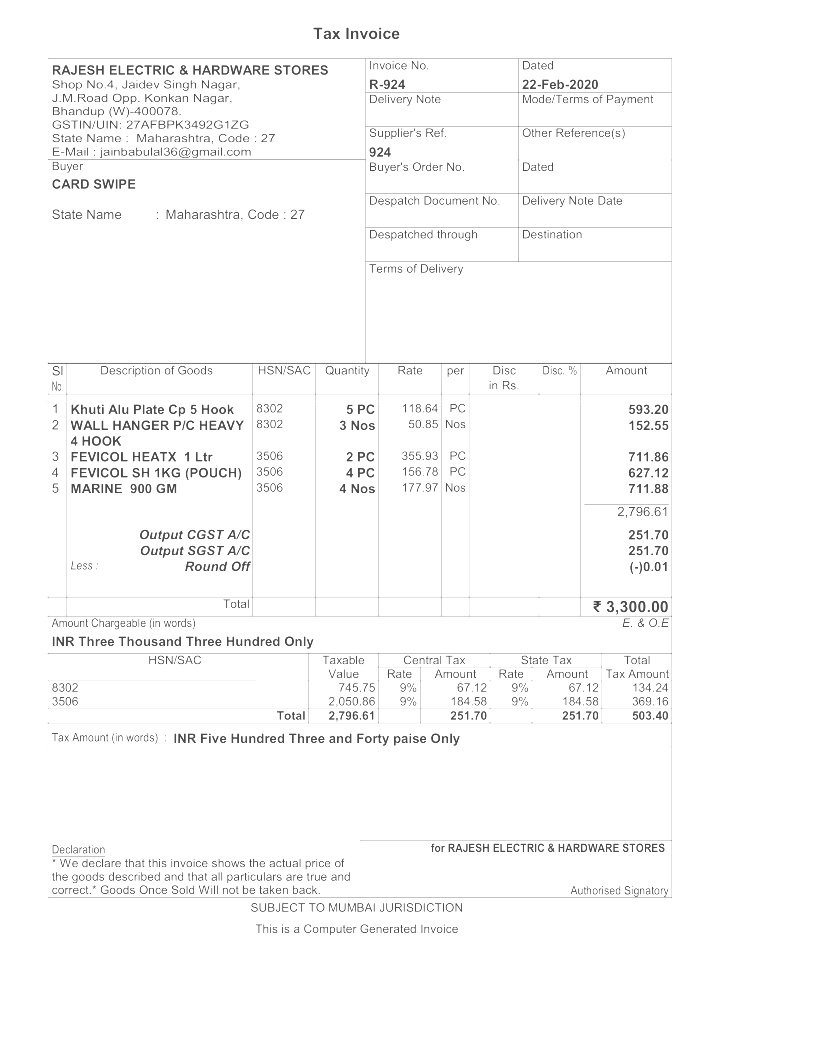 Tax Invoice
RAJESH ELECTRIC & HARDWARE STORES
Shop No.4, Jaidev Singh Nagar,
J.M.Road Opp. Konkan Nagar,
Bhandup (W)-400078.
GSTIN/UIN: 27AFBPK3492G1ZG
State Name : Maharashtra, Code : 27
E-Mail : jainbabulal36@gmail.com
Invoice No. Dated
R-924 22-Feb-2020
Delivery Note Mode/Terms of Payment
Supplier's Ref. Other Reference(s)
924
Buyer
CARD SWIPE
State Name : Maharashtra, Code : 27
Buyer's Order No. Dated
Despatch Document No. Delivery Note Date
Despatched through Destination
Terms of Delivery
Sl Description of Goods HSN/SAC Quantity Rate per Disc Disc. % Amount
No. in Rs.
1 Khuti Alu Plate Cp 5 Hook 8302 5 PC 118.64 PC 593.20
2 WALL HANGER P/C HEAVY 8302 3 Nos 50.85 Nos 152.55
4 HOOK
3 FEVICOL HEATX 1 Ltr 3506 2 PC 355.93 PC 711.86
4 FEVICOL SH 1KG (POUCH) 3506 4 PC 156.78 PC 627.12
5 MARINE 900 GM 3506 4 Nos 177.97 Nos 711.88
2,796.61
Output CGST A/C 251.70
Output SGST A/C 251.70
Less : Round Off (-)0.01
Total ₹ 3,300.00
Amount Chargeable (in words) E. & O.E
INR Three Thousand Three Hundred Only
HSN/SAC Taxable Central Tax State Tax Total
Value Rate Amount Rate Amount Tax Amount
8302 745.75 9% 67.12 9% 67.12 134.24
3506 2,050.86 9% 184.58 9% 184.58 369.16
Total 2,796.61 251.70 251.70 503.40
Tax Amount (in words) : INR Five Hundred Three and Forty paise Only
Declaration
* We declare that this invoice shows the actual price of
the goods described and that all particulars are true and
correct.* Goods Once Sold Will not be taken back.
for RAJESH ELECTRIC & HARDWARE STORES
Authorised Signatory
SUBJECT TO MUMBAI JURISDICTION
This is a Computer Generated Invoice